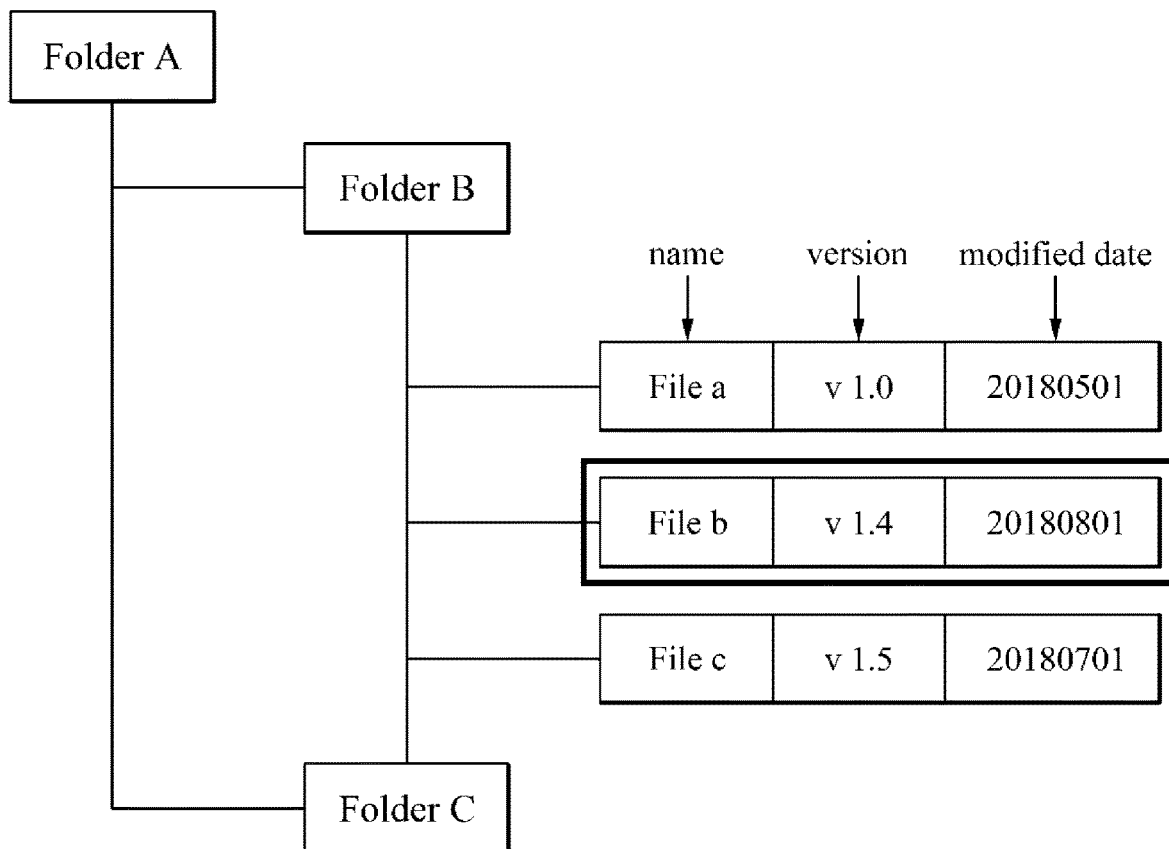 Folder A
Folder B
name version modified date
File a v 1.0 20180501
File b v 1.4 20180801
File c v 1.5 20180701
Folder C